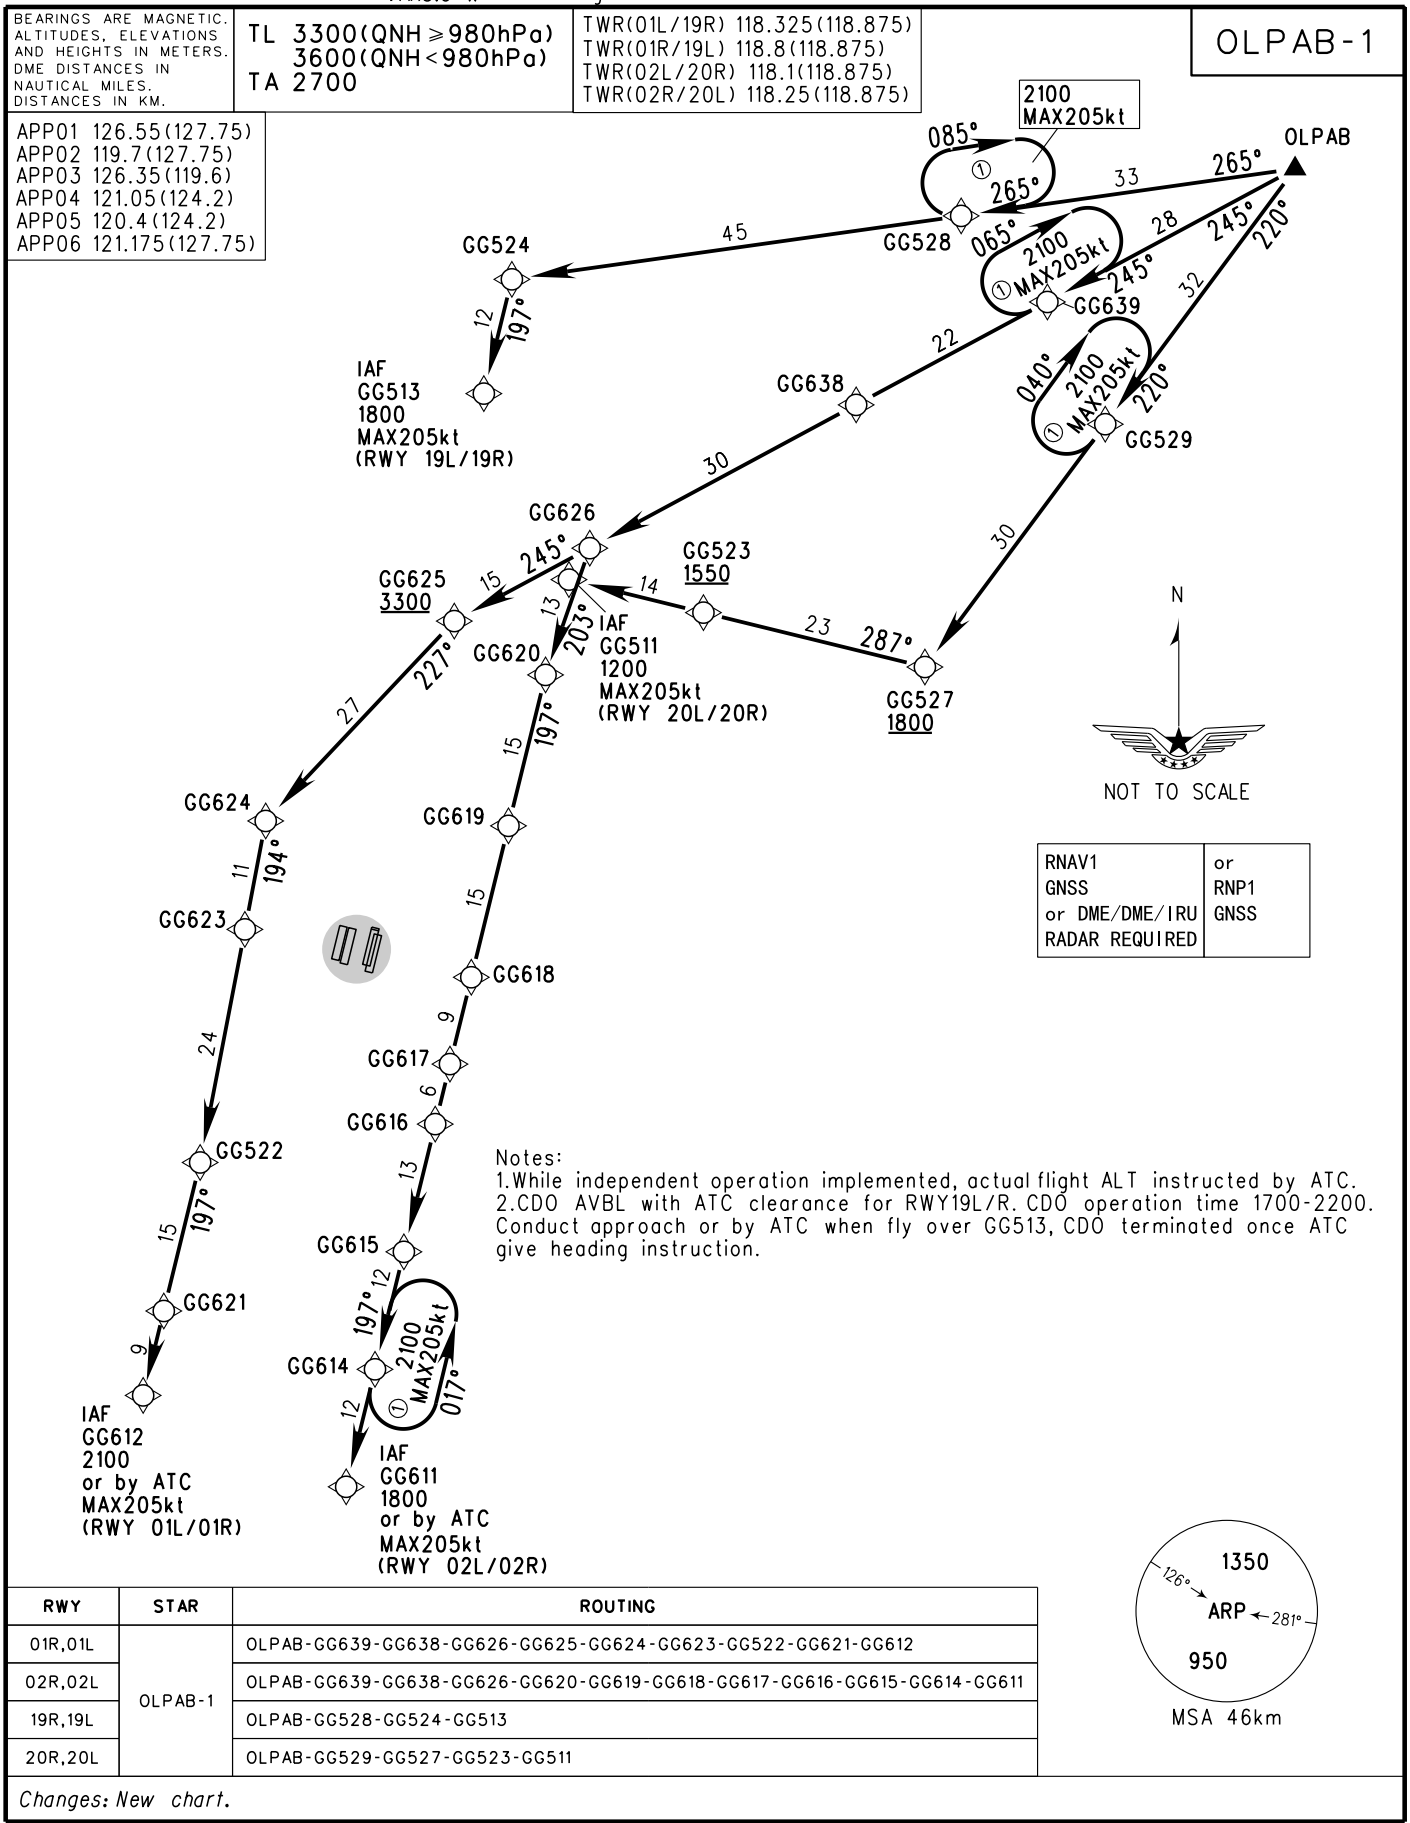 BEARINGS ARE MAGNETIC.
ALTITUDES, ELEVATIONS
AND HEIGHTS IN METERS.
DME DISTANCES IN
NAUTICAL MILES.
DISTANCES IN KM.
TL 3300(QNH≥980hPa)
3600(QNH<980hPa)
TA 2700
TWR(01L/19R) 118.325(118.875)
TWR(01R/19L) 118.8(118.875)
TWR(02L/20R) 118.1(118.875)
TWR(02R/20L) 118.25(118.875)
OLPAB-1
APP01 126.55(127.75)
APP02 119.7(127.75)
APP03 126.35(119.6)
APP04 121.05(124.2)
APP05 120.4(124.2)
APP06 121.175(127.75)
2100
MAX205kt
OLPAB
085°
①
265°
33
265°
GG528
45
GG524
12
197°
IAF
GG513
1800
MAX205kt
(RWY 19L/19R)
28
245°
220°
065°
2100
MAX205kt
①
245°
GG639
32
22
GG638
040°
2100
MAX205kt
①
220°
GG529
30
30
GG626
245°
15
GG625
3300
13
203°
GG523
1550
14
23
287°
GG527
1800
IAF
GG511
1200
MAX205kt
(RWY 20L/20R)
GG620
197°
15
227°
27
GG624
GG619
11
194°
15
GG623
GG618
9
24
GG617
6
GG616
GG522
13
197°
15
GG615
12
197°
GG621
2100
MAX205kt
①
017°
GG614
9
12
IAF
GG612
2100
or by ATC
MAX205kt
(RWY 01L/01R)
IAF
GG611
1800
or by ATC
MAX205kt
(RWY 02L/02R)
N
NOT TO SCALE
RNAV1
GNSS
or DME/DME/IRU
RADAR REQUIRED
or
RNP1
GNSS
Notes:
1.While independent operation implemented, actual flight ALT instructed by ATC.
2.CDO AVBL with ATC clearance for RWY19L/R. CDO operation time 1700-2200.
Conduct approach or by ATC when fly over GG513, CDO terminated once ATC
give heading instruction.
1350
126°
ARP
281°
950
MSA 46km
RWY STAR ROUTING
01R,01L OLPAB-GG639-GG638-GG626-GG625-GG624-GG623-GG522-GG621-GG612
02R,02L OLPAB-GG639-GG638-GG626-GG620-GG619-GG618-GG617-GG616-GG615-GG614-GG611
OLPAB-1
19R,19L OLPAB-GG528-GG524-GG513
20R,20L OLPAB-GG529-GG527-GG523-GG511
Changes: New chart.